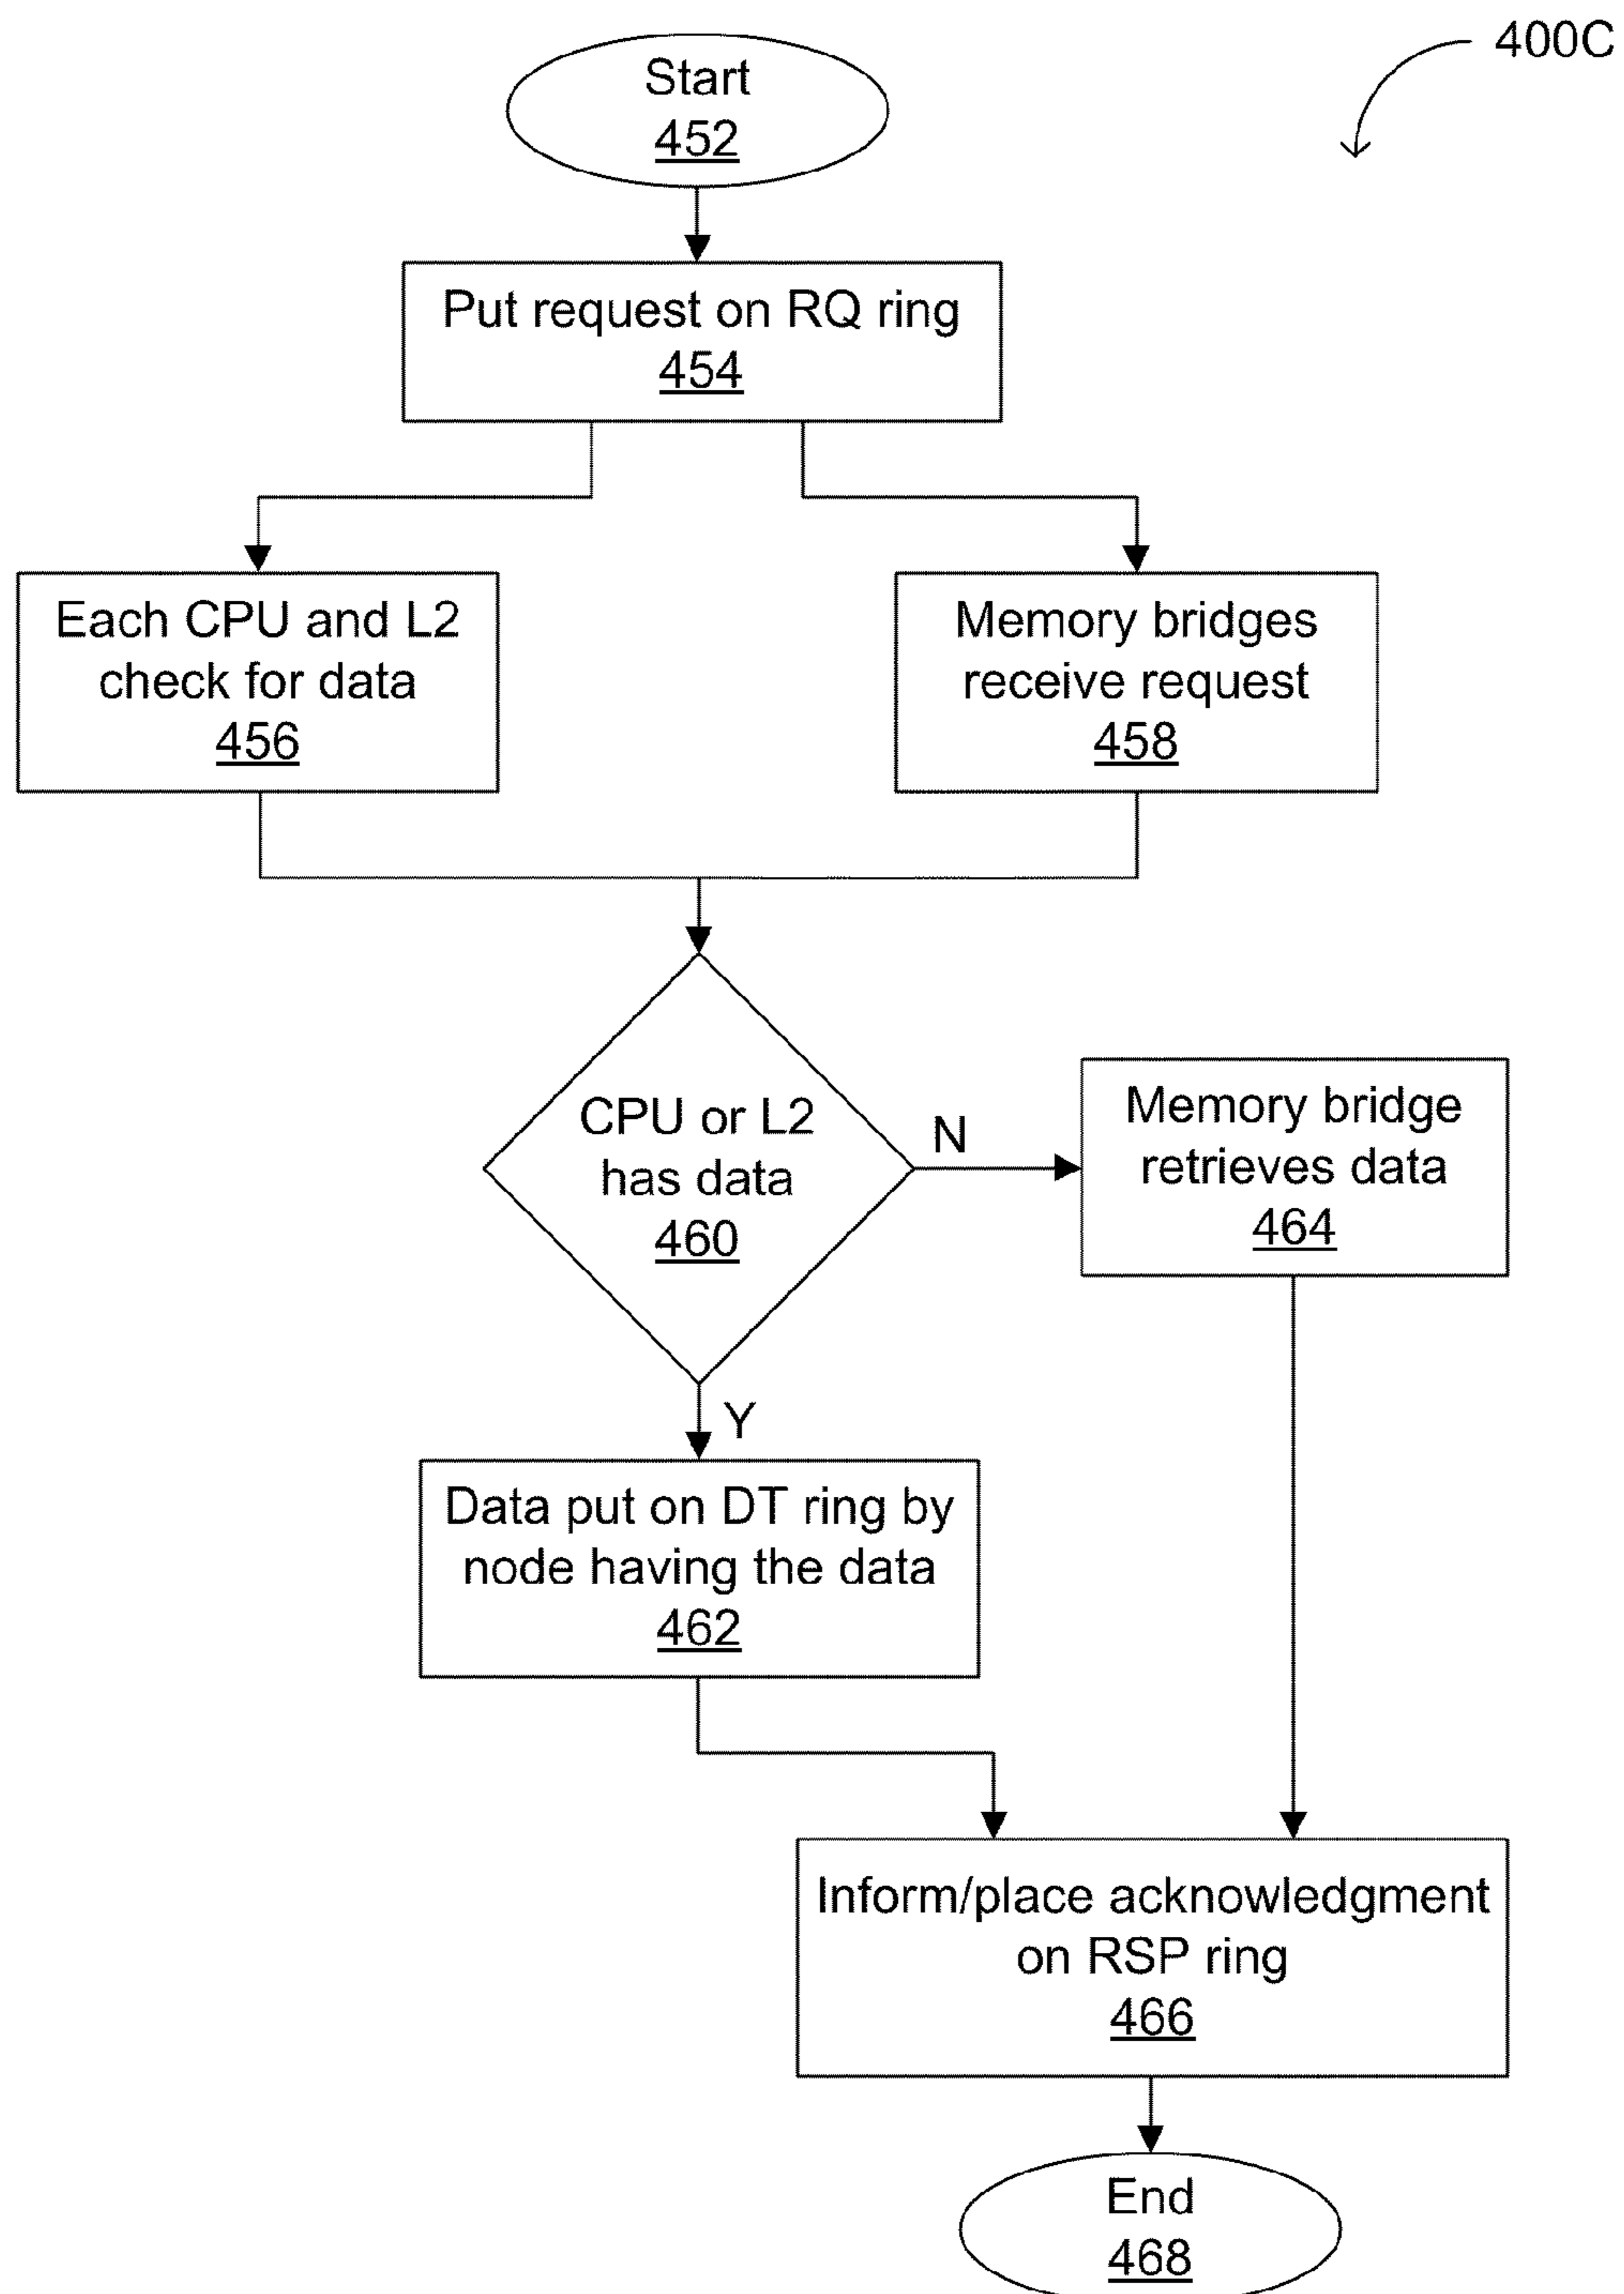 400C
Start
452
Put request on RQ ring
454
Each CPU and L2
check for data
456
Memory bridges
receive request
458
CPU or L2
has data
460
N
Memory bridge
retrieves data
464
Y
Data put on DT ring by
node having the data
462
Inform/place acknowledgment
on RSP ring
466
End
468